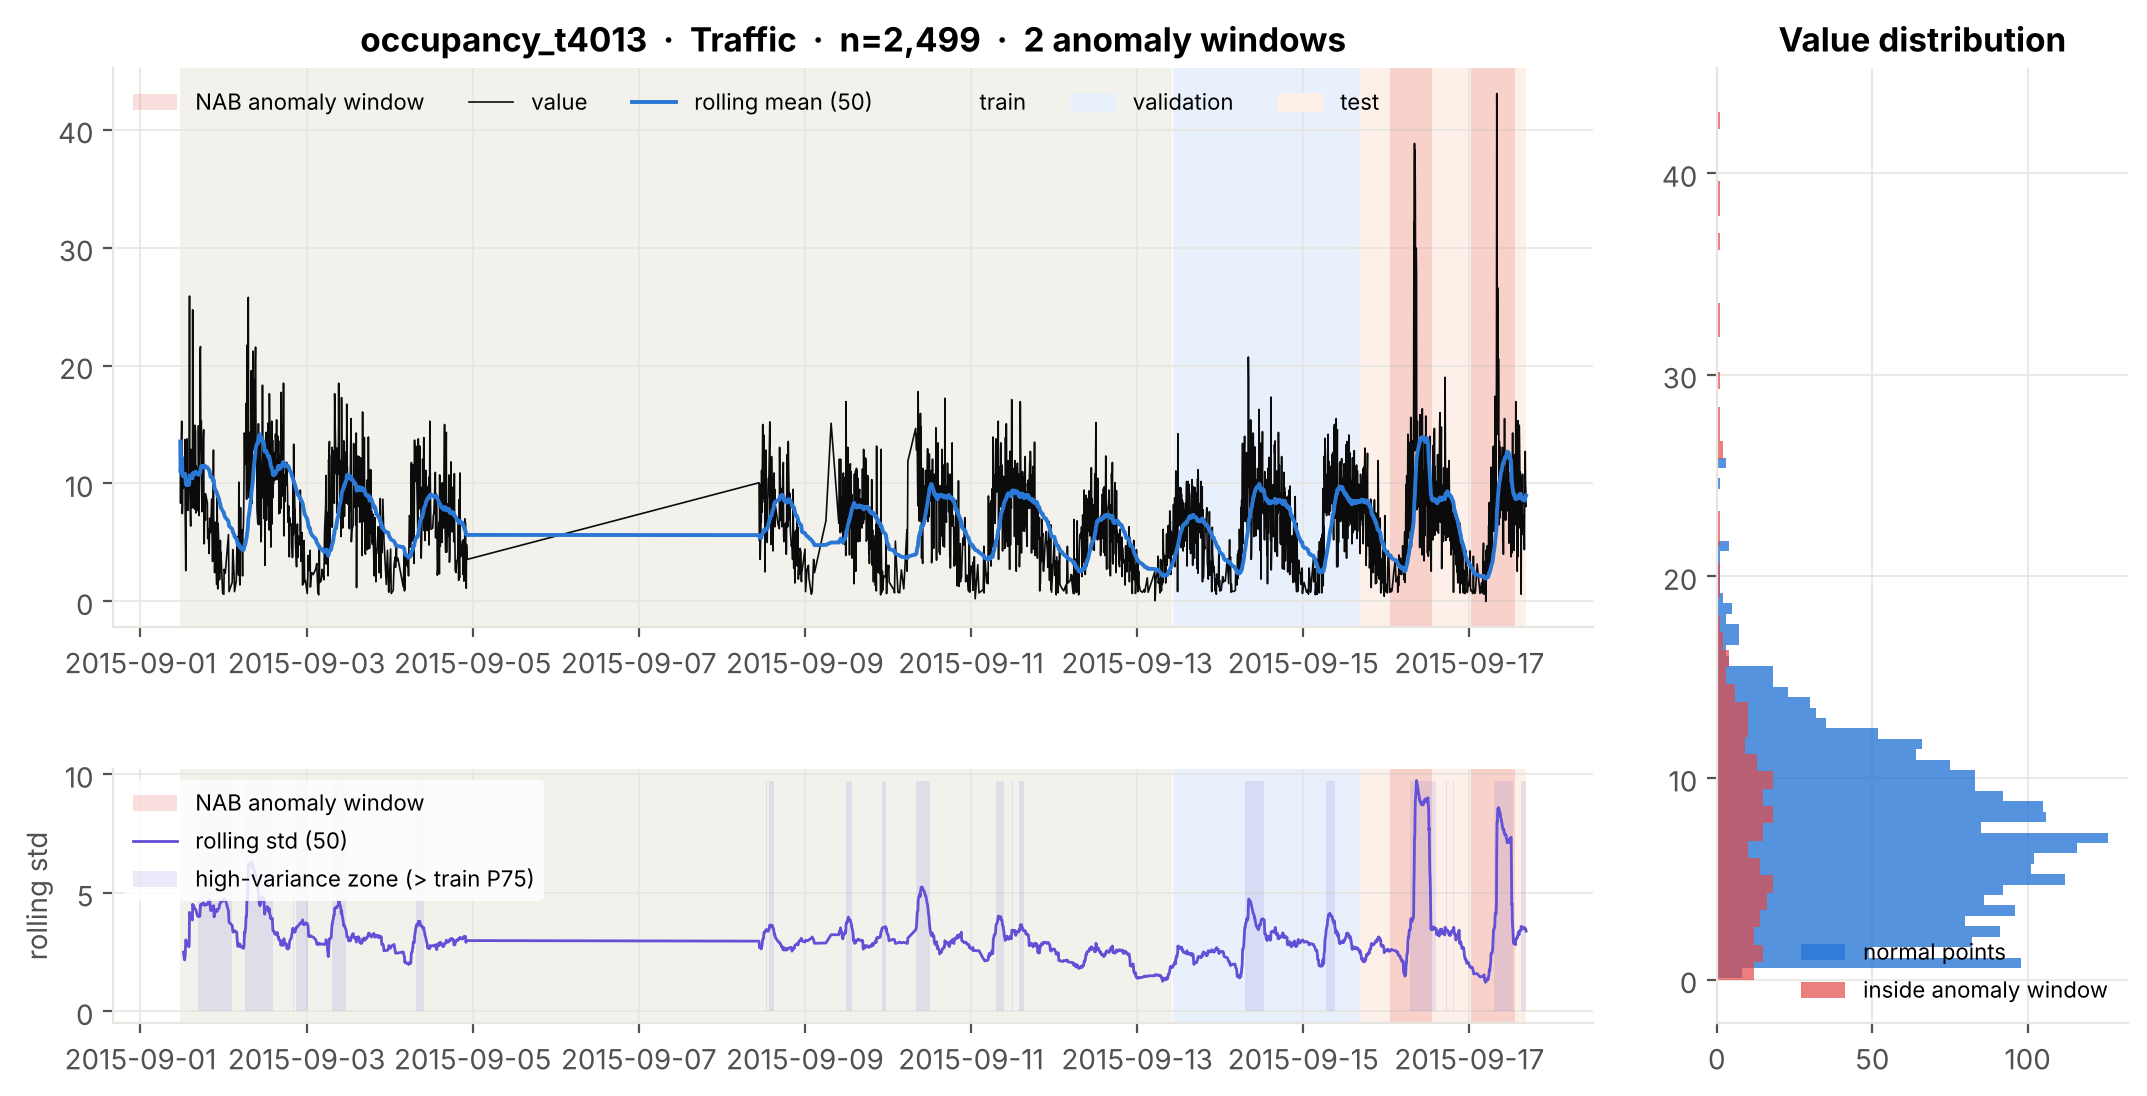 occupancy_t4013 · Traffic · n=2,499 · 2 anomaly windows
NAB anomaly window
value
rolling mean (50)
train
validation
test
40
30
20
10
0
2015-09-01
2015-09-03
2015-09-05
2015-09-07
2015-09-09
2015-09-11
2015-09-13
2015-09-15
2015-09-17
rolling std
10
5
0
NAB anomaly window
rolling std (50)
high-variance zone (> train P75)
2015-09-01
2015-09-03
2015-09-05
2015-09-07
2015-09-09
2015-09-11
2015-09-13
2015-09-15
2015-09-17
Value distribution
40
30
20
10
0
normal points
inside anomaly window
0
50
100